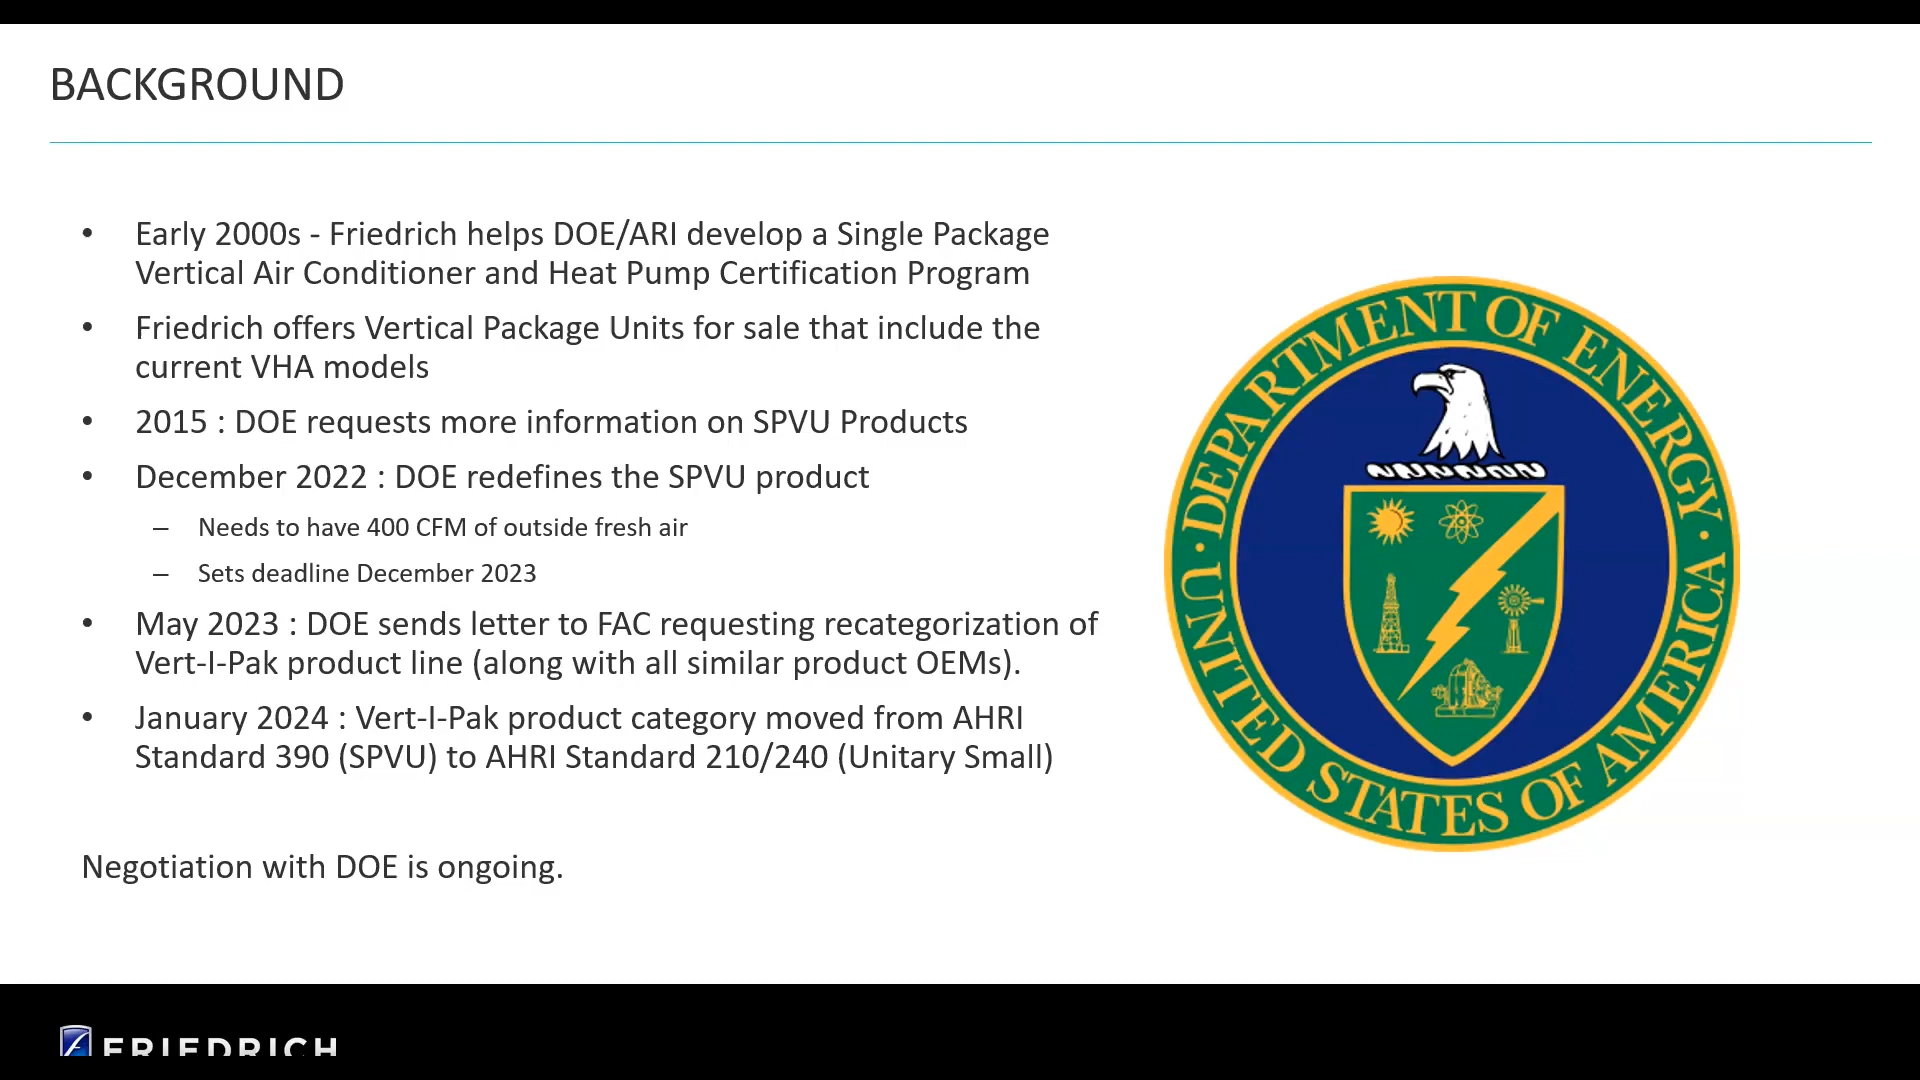 BACKGROUND
• Early 2000s - Friedrich helps DOE/ARI develop a Single Package
Vertical Air Conditioner and Heat Pump Certification Program
• Friedrich offers Vertical Package Units for sale that include the
current VHA models
• 2015 : DOE requests more information on SPVU Products
• December 2022 : DOE redefines the SPVU product
– Needs to have 400 CFM of outside fresh air
– Sets deadline December 2023
• May 2023 : DOE sends letter to FAC requesting recategorization of
Vert-I-Pak product line (along with all similar product OEMs).
• January 2024 : Vert-I-Pak product category moved from AHRI
Standard 390 (SPVU) to AHRI Standard 210/240 (Unitary Small)
Negotiation with DOE is ongoing.
DEPARTMENT OF ENERGY
UNITED STATES OF AMERICA
FRIEDRICH